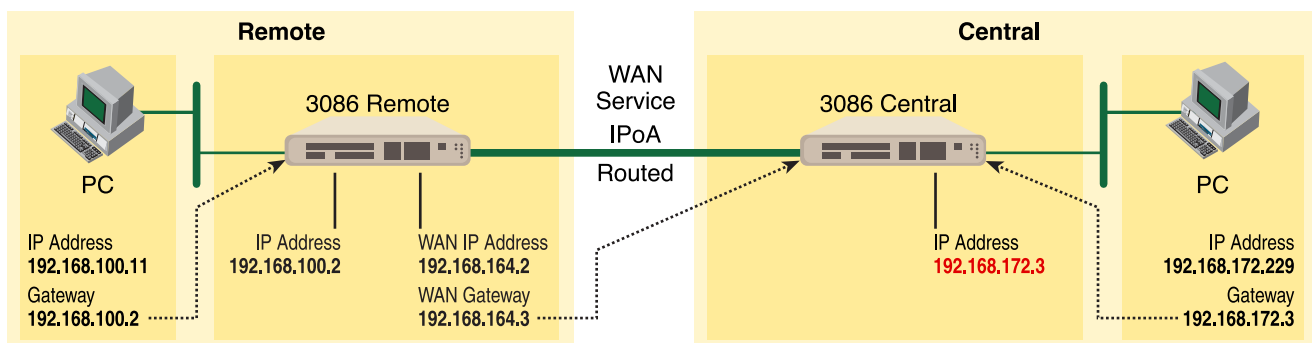 Remote
Central
WAN
Service
IPoA
Routed
3086 Remote
3086 Central
PC
PC
IP Address
192.168.100.11
Gateway
192.168.100.2
IP Address
192.168.100.2
WAN IP Address
192.168.164.2
WAN Gateway
192.168.164.3
IP Address
192.168.172.3
IP Address
192.168.172.229
Gateway
192.168.172.3